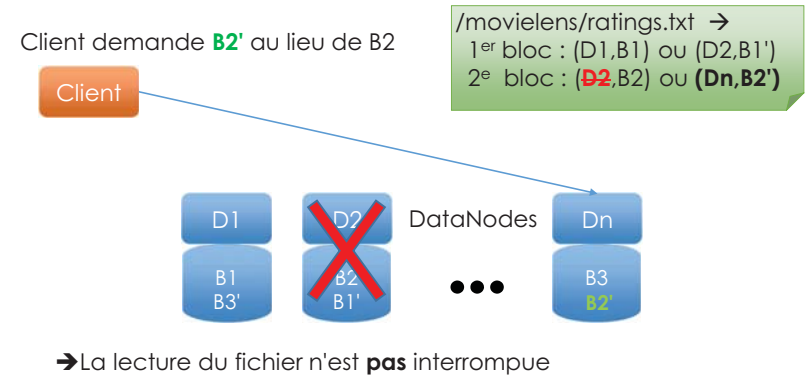 Client demande B2' au lieu de B2
/movielens/ratings.txt →
1er bloc : (D1,B1) ou (D2,B1')
2e bloc : (D2,B2) ou (Dn,B2')
Client
D1
D2
DataNodes
Dn
B1
B3'
B2
B1'
•••
B3
B2'
➔La lecture du fichier n'est pas interrompue